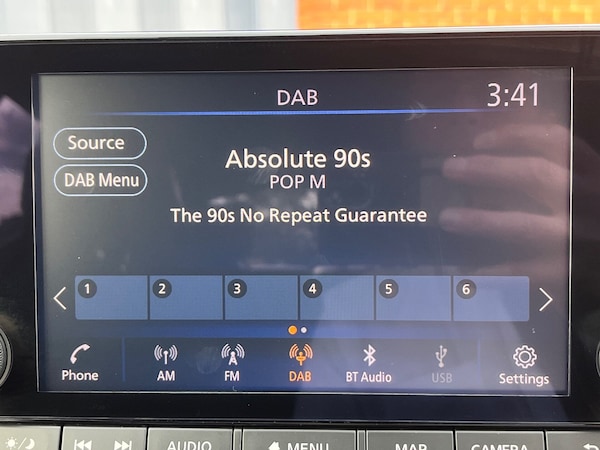 DAB
3:41
Source
Absolute 90s
DAB Menu
POP M
The 90s No Repeat Guarantee
1 2 3 4 5 6
Phone AM FM DAB BT Audio USB Settings
AUDIO MENU MAP CAMERA